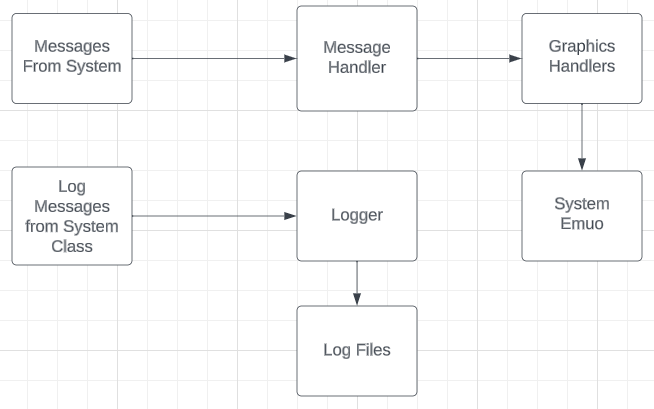 Messages
From System
Message
Handler
Graphics
Handlers
Log
Messages
from System
Class
Logger
System
Emuo
Log Files